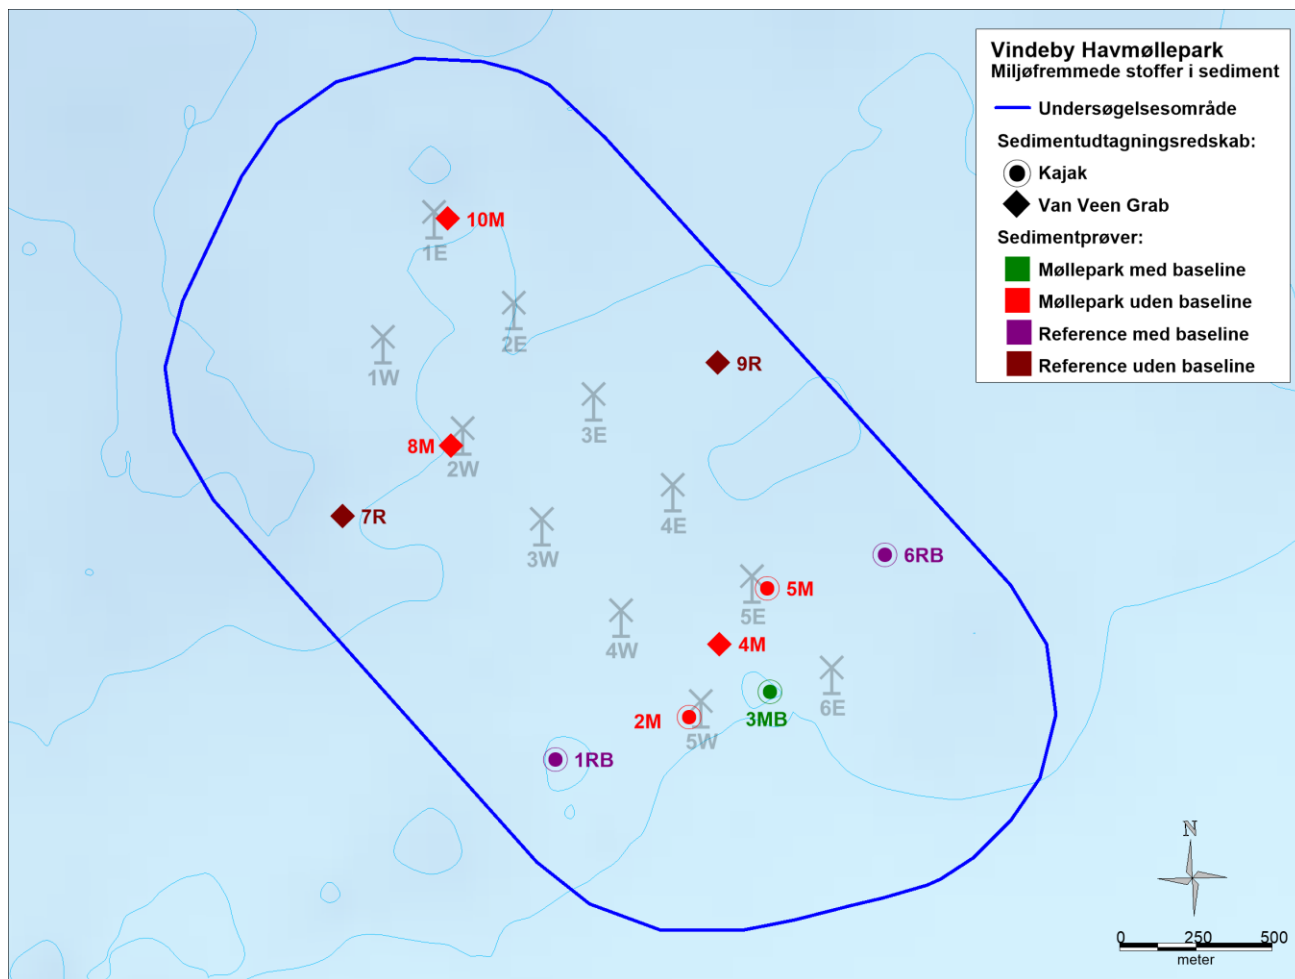 Vindeby Havmøllepark
Miljøfremmede stoffer i sediment
Undersøgelsesområde
Sedimentudtagningsredskab:
Kajak
Van Veen Grab
Sedimentprøver:
Møllepark med baseline
Møllepark uden baseline
Reference med baseline
Reference uden baseline
10M
1E
2E
1W
9R
3E
8M
2W
4E
7R
3W
6RB
5M
5E
4W
4M
6E
3MB
2M
5W
1RB
N
0 250 500
meter